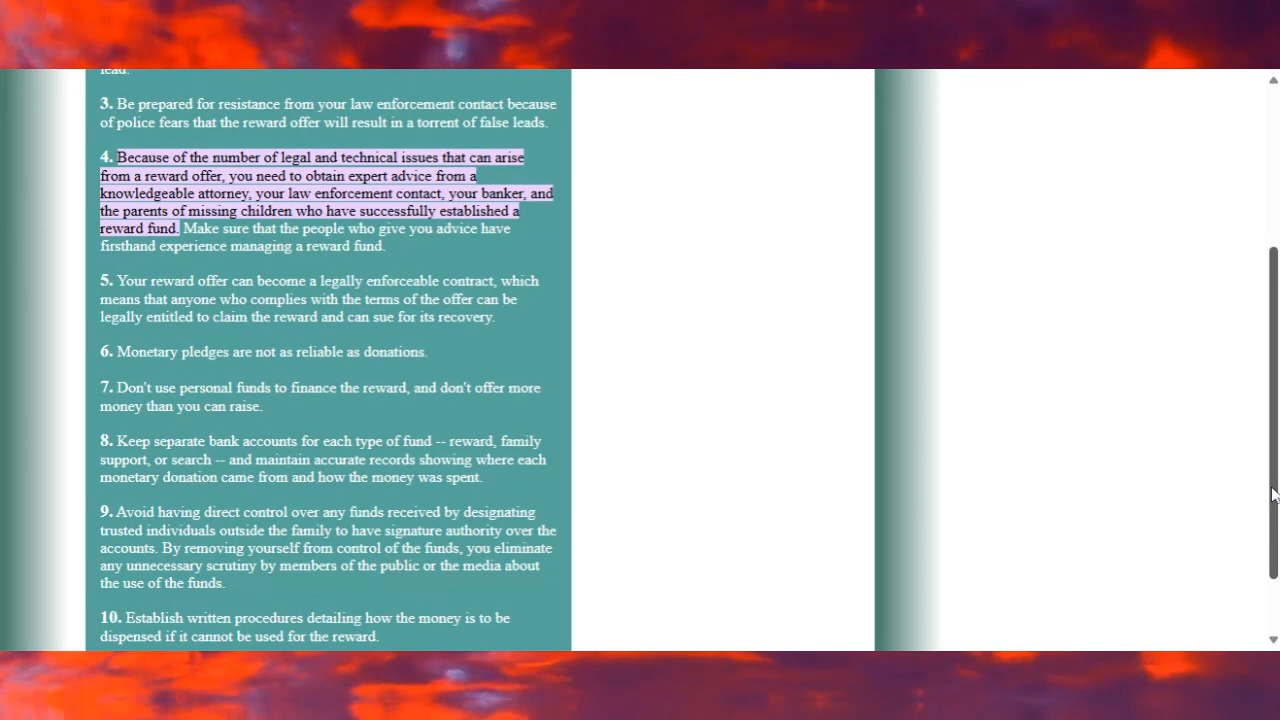 lead.
3. Be prepared for resistance from your law enforcement contact because
of police fears that the reward offer will result in a torrent of false leads.
4. Because of the number of legal and technical issues that can arise
from a reward offer, you need to obtain expert advice from a
knowledgeable attorney, your law enforcement contact, your banker, and
the parents of missing children who have successfully established a
reward fund. Make sure that the people who give you advice have
firsthand experience managing a reward fund.
5. Your reward offer can become a legally enforceable contract, which
means that anyone who complies with the terms of the offer can be
legally entitled to claim the reward and can sue for its recovery.
6. Monetary pledges are not as reliable as donations.
7. Don't use personal funds to finance the reward, and don't offer more
money than you can raise.
8. Keep separate bank accounts for each type of fund -- reward, family
support, or search -- and maintain accurate records showing where each
monetary donation came from and how the money was spent.
9. Avoid having direct control over any funds received by designating
trusted individuals outside the family to have signature authority over the
accounts. By removing yourself from control of the funds, you eliminate
any unnecessary scrutiny by members of the public or the media about
the use of the funds.
10. Establish written procedures detailing how the money is to be
dispensed if it cannot be used for the reward.